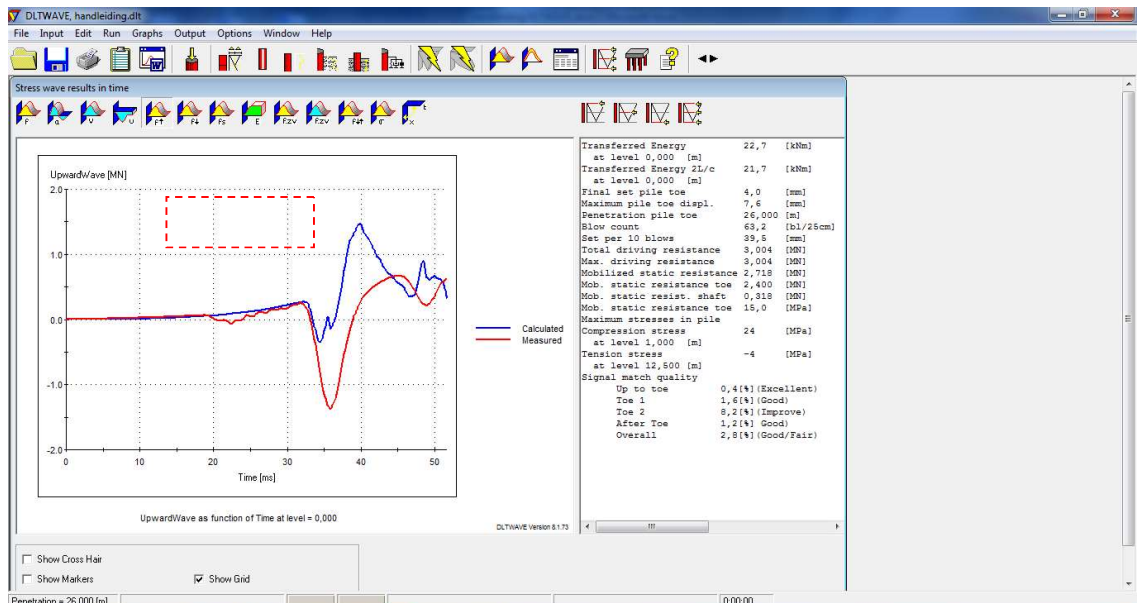 DLTWAVE, handleiding.dlt
File Input Edit Run Graphs Output Options Window Help
Stress wave results in time
UpwardWave [MN]
2.0
1.0
0.0
-1.0
-2.0
0 10 20 30 40 50
Time [ms]
Calculated
Measured
UpwardWave as function of Time at level = 0,000
DLTWAVE Version 8.1.73
Transferred Energy 22,7 [kNm]
at level 0,000 [m]
Transferred Energy 2L/c 21,7 [kNm]
at level 0,000 [m]
Final set pile toe 4,0 [mm]
Maximum pile toe displ. 7,6 [mm]
Penetration pile toe 26,000 [m]
Blow count 63,2 [bl/25cm]
Set per 10 blows 39,5 [mm]
Total driving resistance 3,004 [MN]
Max. driving resistance 3,004 [MN]
Mobilized static resistance 2,718 [MN]
Mob. static resistance toe 2,400 [MN]
Mob. static resist. shaft 0,318 [MN]
Mob. static resistance toe 15,0 [MPa]
Maximum stresses in pile
Compression stress 24 [MPa]
at level 1,000 [m]
Tension stress -4 [MPa]
at level 12,500 [m]
Signal match quality
Up to toe 0,4[%](Excellent)
Toe 1 1,6[%](Good)
Toe 2 8,2[%](Improve)
After Toe 1,2[%] Good)
Overall 2,8[%](Good/Fair)
Show Cross Hair
Show Markers Show Grid
Penetration = 26,000 [m] 0:00:00